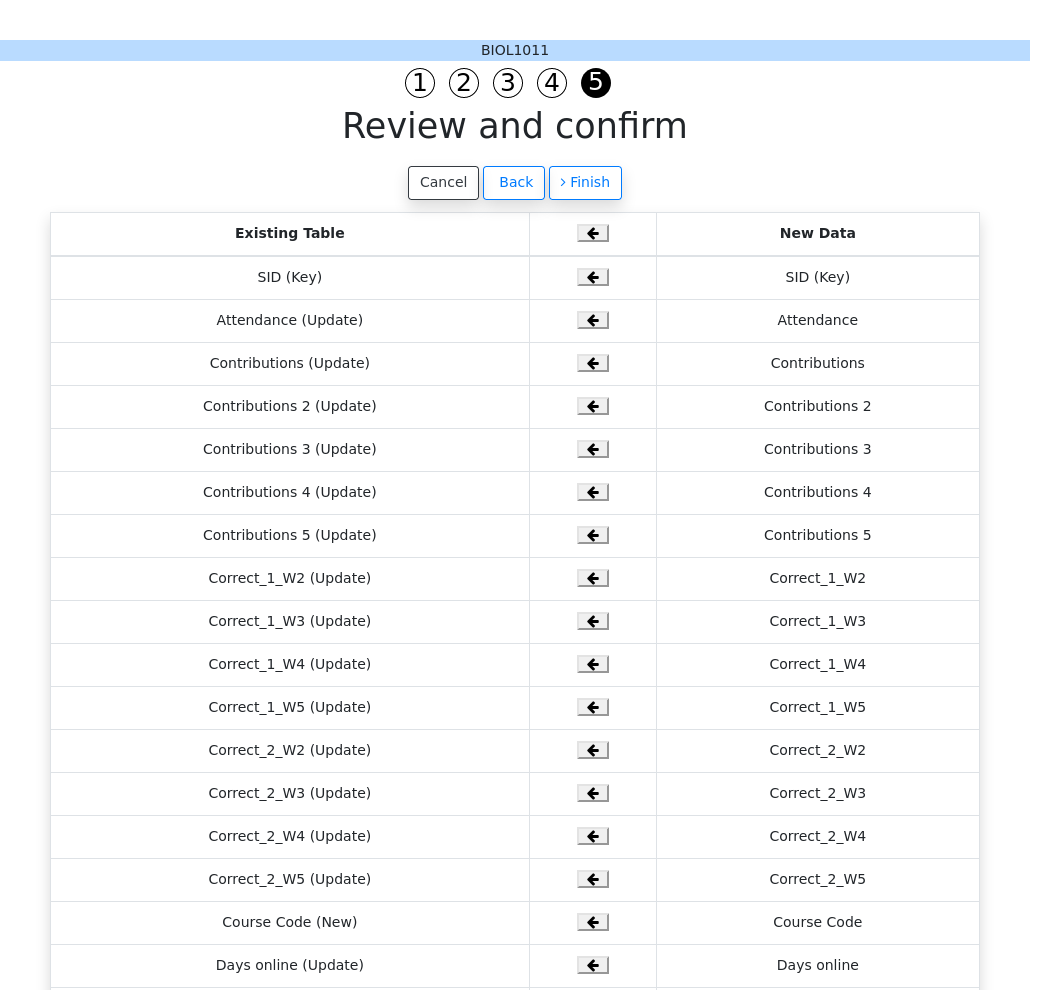 BIOL1011
1 2 3 4 5
Review and confirm
Cancel Back › Finish
Existing Table New Data
SID (Key) SID (Key)
Attendance (Update) Attendance
Contributions (Update) Contributions
Contributions 2 (Update) Contributions 2
Contributions 3 (Update) Contributions 3
Contributions 4 (Update) Contributions 4
Contributions 5 (Update) Contributions 5
Correct_1_W2 (Update) Correct_1_W2
Correct_1_W3 (Update) Correct_1_W3
Correct_1_W4 (Update) Correct_1_W4
Correct_1_W5 (Update) Correct_1_W5
Correct_2_W2 (Update) Correct_2_W2
Correct_2_W3 (Update) Correct_2_W3
Correct_2_W4 (Update) Correct_2_W4
Correct_2_W5 (Update) Correct_2_W5
Course Code (New) Course Code
Days online (Update) Days online